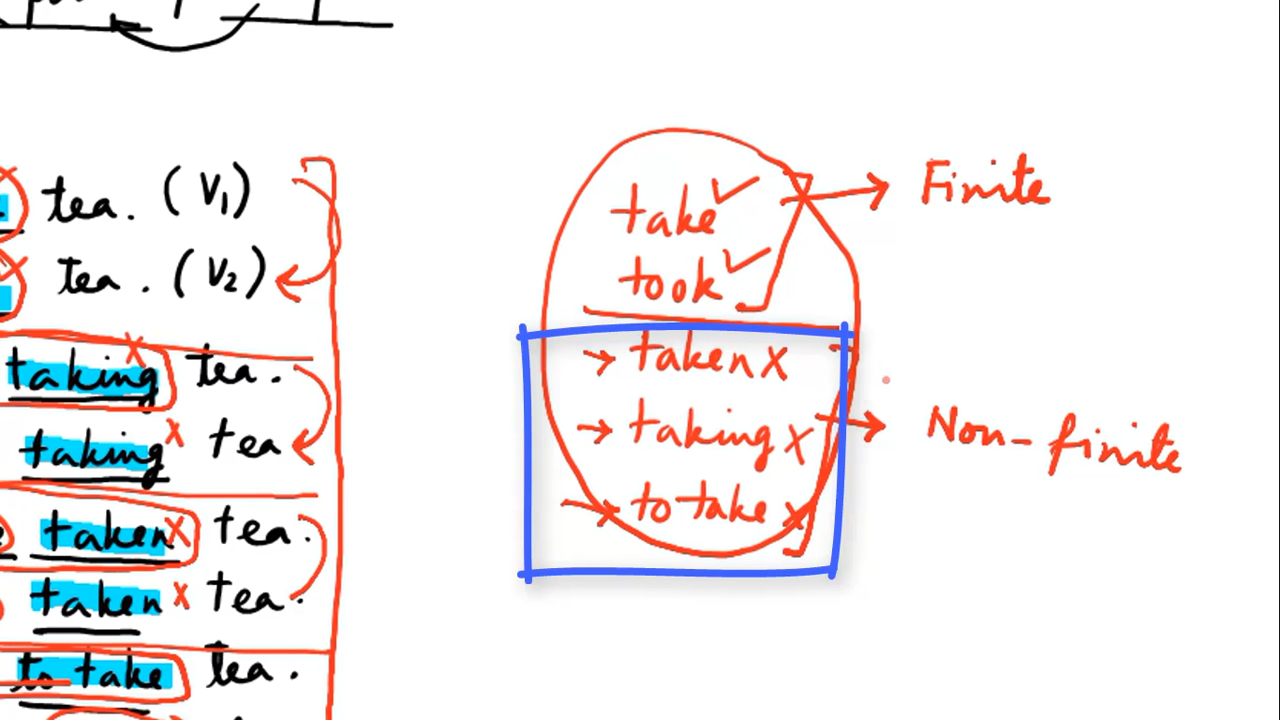 tea. (V1)
tea. (V2)
taking x tea.
taking x tea
taken x tea.
taken x tea.
to take tea.
take ✓
took ✓
→ taken x
→ taking x
→ to take x
→ Finite
→ Non-finite